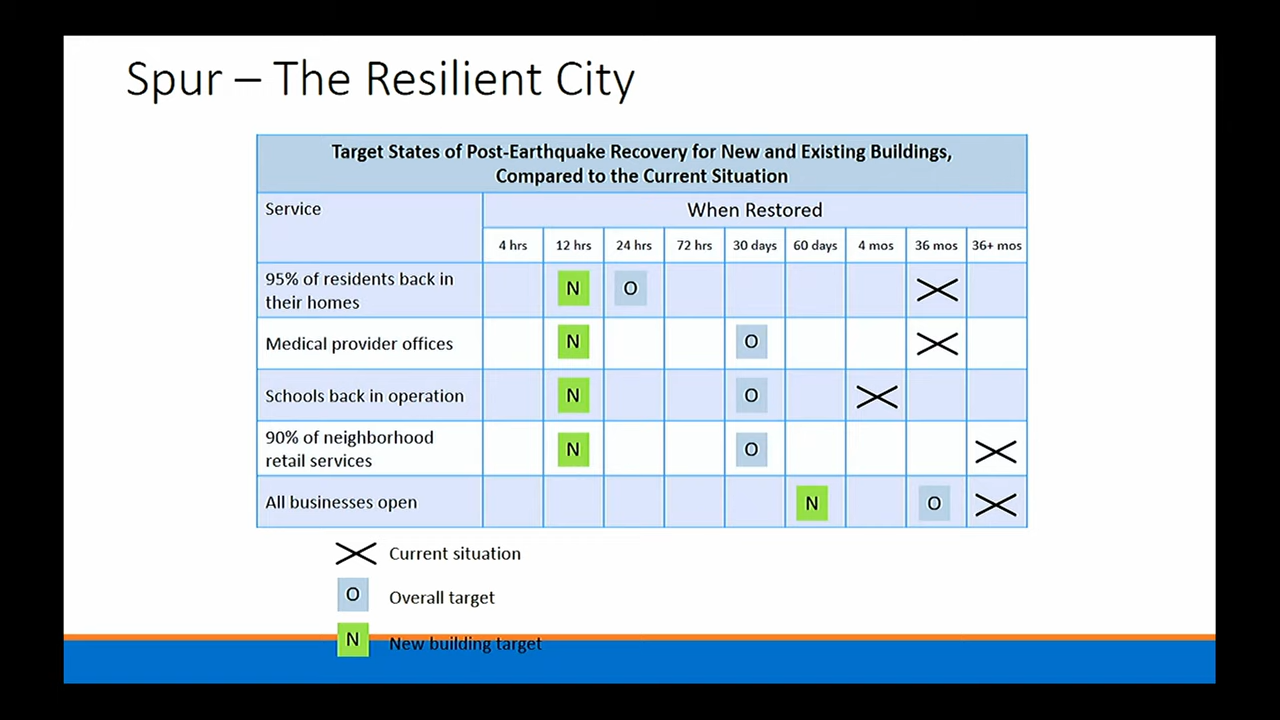 Spur – The Resilient City
Target States of Post-Earthquake Recovery for New and Existing Buildings,
Compared to the Current Situation
Service
When Restored
4 hrs 12 hrs 24 hrs 72 hrs 30 days 60 days 4 mos 36 mos 36+ mos
95% of residents back in
their homes
N O
Medical provider offices
N O
Schools back in operation
N O
90% of neighborhood
retail services
N O
All businesses open
N O
Current situation
O Overall target
N New building target